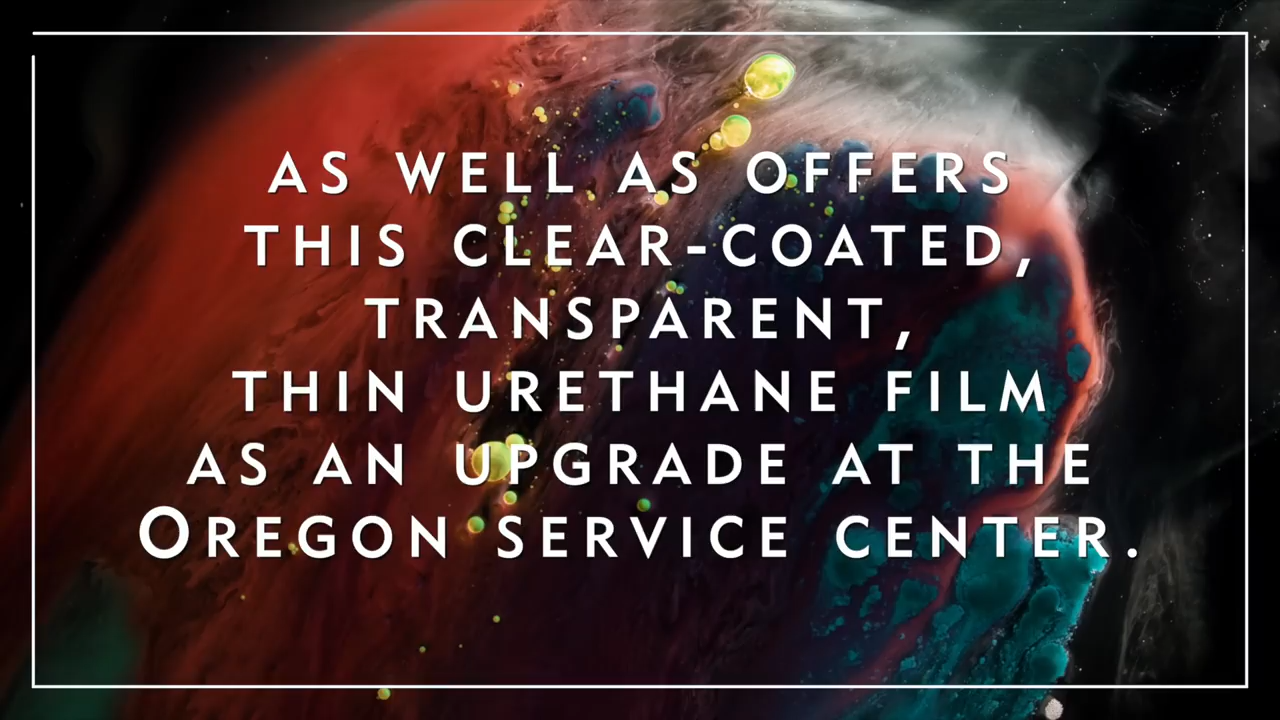 AS WELL AS OFFERS
THIS CLEAR-COATED,
TRANSPARENT,
THIN URETHANE FILM
AS AN UPGRADE AT THE
OREGON SERVICE CENTER.